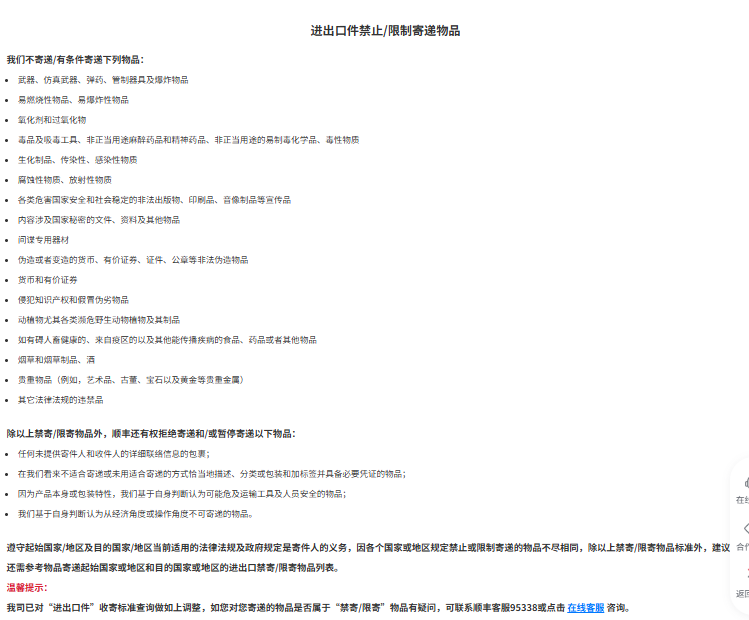 进出口件禁止/限制寄递物品
我们不寄递/有条件寄递下列物品：
武器、仿真武器、弹药、管制器具及爆炸物品
易燃烧性物品、易爆炸性物品
氧化剂和过氧化物
毒品及吸毒工具、非正当用途麻醉药品和精神药品、非正当用途的易制毒化学品、毒性物质
生化制品、传染性、感染性物质
腐蚀性物质、放射性物质
各类危害国家安全和社会稳定的非法出版物、印刷品、音像制品等宣传品
内容涉及国家秘密的文件、资料及其他物品
间谍专用器材
伪造或者变造的货币、有价证券、证件、公章等非法伪造物品
货币和有价证券
侵犯知识产权和假冒伪劣物品
动植物尤其各类濒危野生动物植物及其制品
如有碍人畜健康的、来自疫区的以及其他能传播疾病的食品、药品或者其他物品
烟草和烟草制品、酒
贵重物品（例如，艺术品、古董、宝石以及黄金等贵重金属）
其它法律法规的违禁品
除以上禁寄/限寄物品外，顺丰还有权拒绝寄递和/或暂停寄递以下物品：
任何未提供寄件人和收件人的详细联络信息的包裹；
在我们看来不适合寄递或未用适合寄递的方式恰当地描述、分类或包装和加标签并具备必要凭证的物品；
因为产品本身或包装特性，我们基于自身判断认为可能危及运输工具及人员安全的物品；
我们基于自身判断认为从经济角度或操作角度不可寄递的物品。
遵守起始国家/地区及目的国家/地区当前适用的法律法规及政府规定是寄件人的义务，因各个国家或地区规定禁止或限制寄递的物品不尽相同，除以上禁寄/限寄物品标准外，建议
还需参考物品寄递起始国家或地区和目的国家或地区的进出口禁寄/限寄物品列表。
温馨提示：
我司已对“进出口件”收寄标准查询做如上调整，如您对您寄递的物品是否属于“禁寄/限寄”物品有疑问，可联系顺丰客服95338或点击 在线客服 咨询。
在线
合作
返回